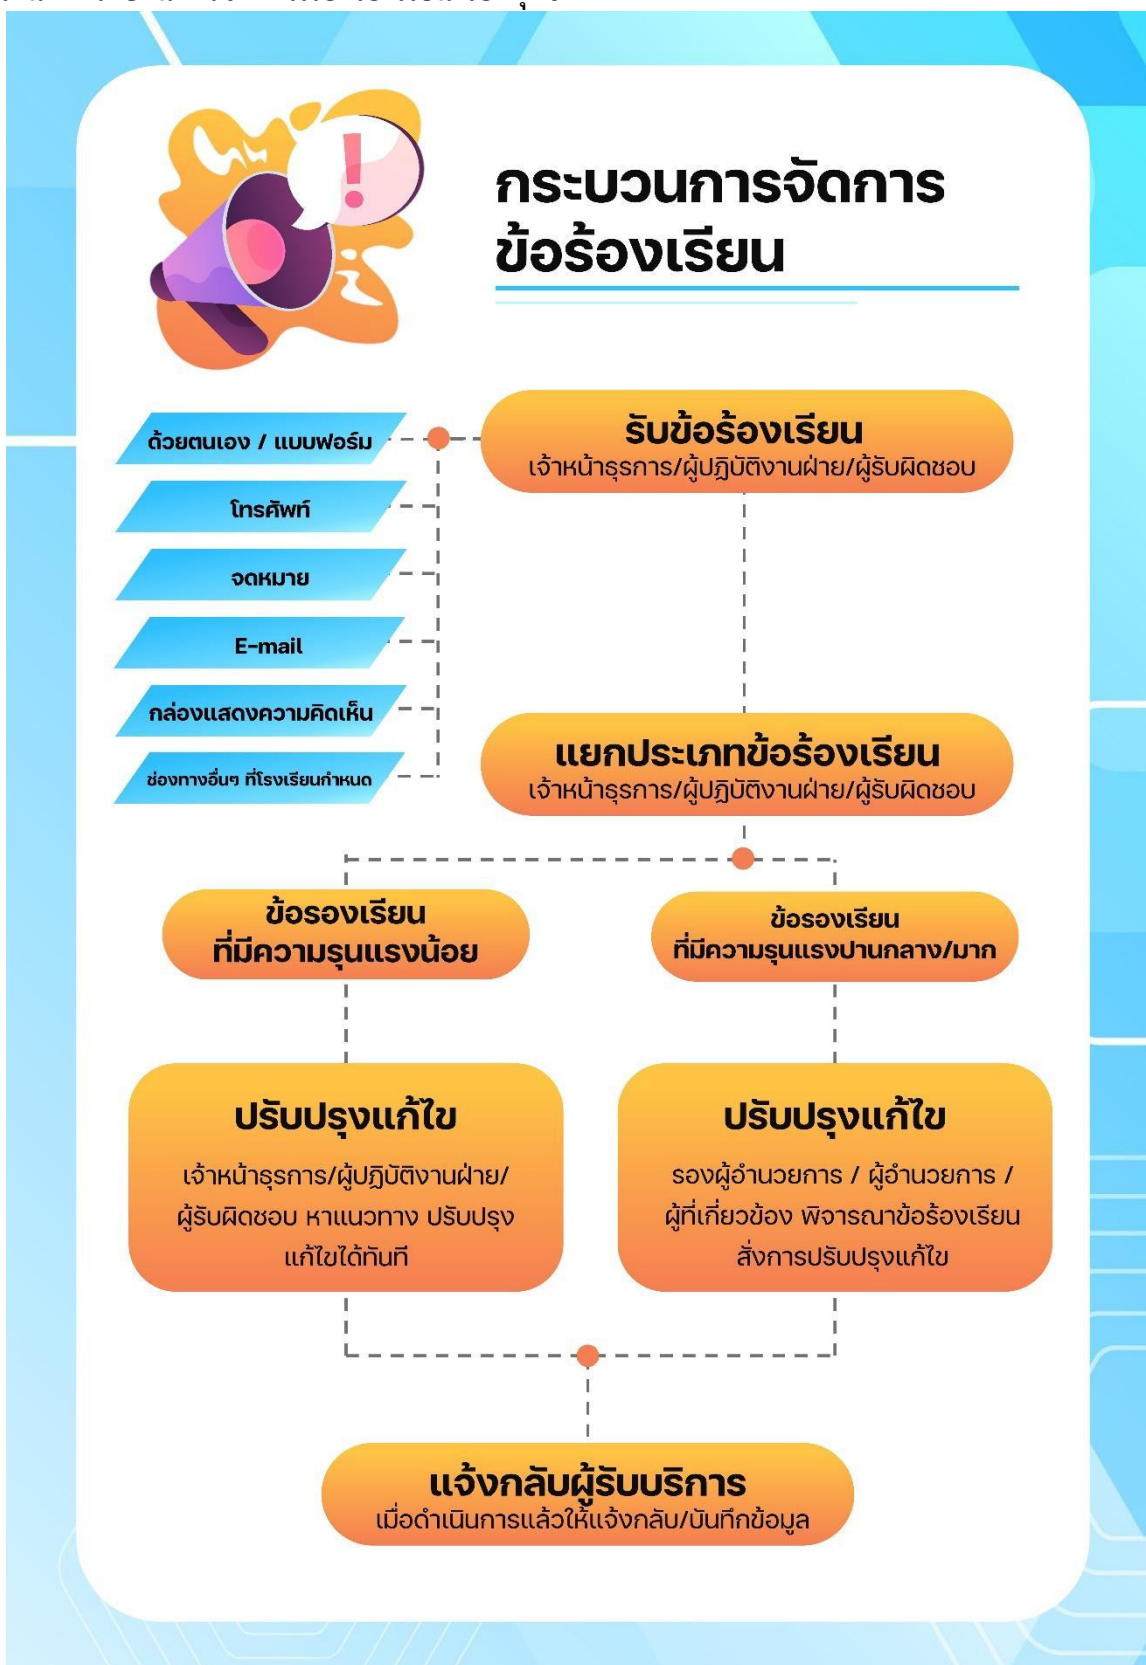 กระบวนการจัดการ
ข้อร้องเรียน
รับข้อร้องเรียน
เจ้าหน้าธุรการ/ผู้ปฏิบัติงานฝ่าย/ผู้รับผิดชอบ
ด้วยตนเอง / แบบฟอร์ม
โทรศัพท์
จดหมาย
E-mail
กล่องแสดงความคิดเห็น
ช่องทางอื่นๆ ที่โรงเรียนกำหนด
แยกประเภทข้อร้องเรียน
เจ้าหน้าธุรการ/ผู้ปฏิบัติงานฝ่าย/ผู้รับผิดชอบ
ข้อรองเรียน
ที่มีความรุนแรงน้อย
ข้อรองเรียน
ที่มีความรุนแรงปานกลาง/มาก
ปรับปรุงแก้ไข
เจ้าหน้าธุรการ/ผู้ปฏิบัติงานฝ่าย/
ผู้รับผิดชอบ หาแนวทาง ปรับปรุง
แก้ไขได้ทันที
ปรับปรุงแก้ไข
รองผู้อำนวยการ / ผู้อำนวยการ /
ผู้ที่เกี่ยวข้อง พิจารณาข้อร้องเรียน
สั่งการปรับปรุงแก้ไข
แจ้งกลับผู้รับบริการ
เมื่อดำเนินการแล้วให้แจ้งกลับ/บันทึกข้อมูล